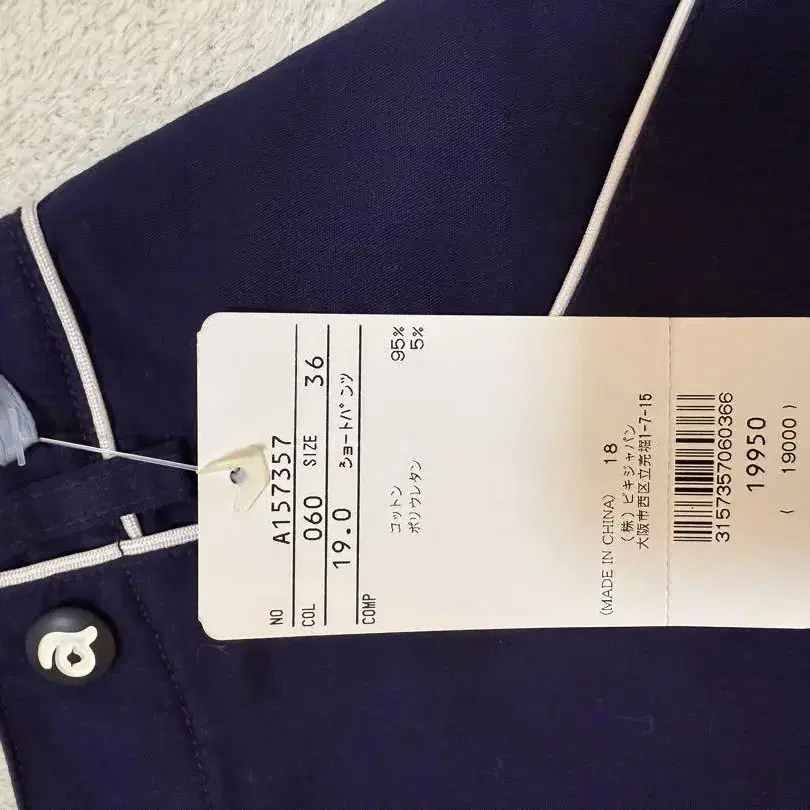 NO A157357
COL 060 SIZE 36
19.0 ショートパンツ
COMP
コットン 95%
ポリウレタン 5%
(MADE IN CHINA) 18
(株)ビキジャパン
大阪市西区立売堀1-7-15
3157357060366
19950
( 19000 )
a